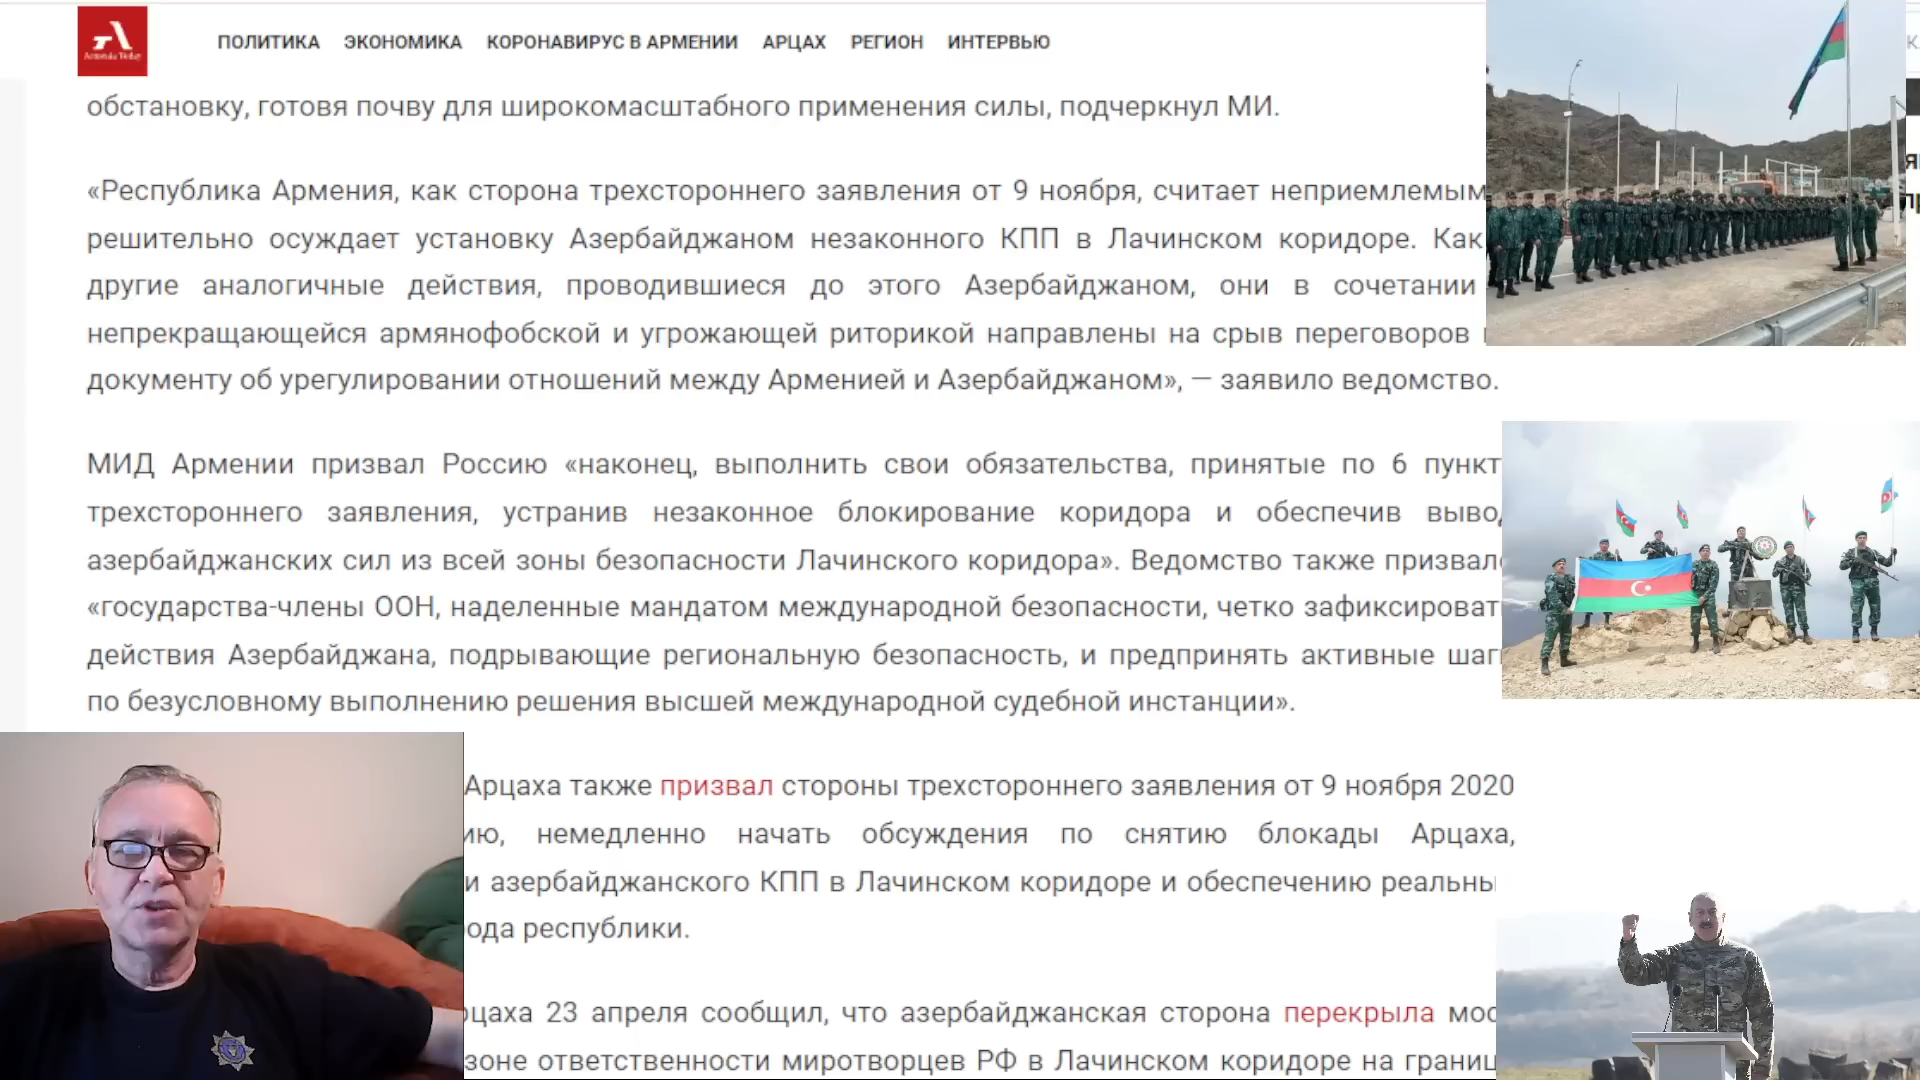 Armenia Today
ПОЛИТИКА ЭКОНОМИКА КОРОНАВИРУС В АРМЕНИИ АРЦАХ РЕГИОН ИНТЕРВЬЮ
обстановку, готовя почву для широкомасштабного применения силы, подчеркнул МИ.
«Республика Армения, как сторона трехстороннего заявления от 9 ноября, считает неприемлемым
решительно осуждает установку Азербайджаном незаконного КПП в Лачинском коридоре. Как
другие аналогичные действия, проводившиеся до этого Азербайджаном, они в сочетании
непрекращающейся армянофобской и угрожающей риторикой направлены на срыв переговоров
документу об урегулировании отношений между Арменией и Азербайджаном», — заявило ведомство.
МИД Армении призвал Россию «наконец, выполнить свои обязательства, принятые по 6 пункт
трехстороннего заявления, устранив незаконное блокирование коридора и обеспечив выво
азербайджанских сил из всей зоны безопасности Лачинского коридора». Ведомство также призвал
«государства-члены ООН, наделенные мандатом международной безопасности, четко зафиксироват
действия Азербайджана, подрывающие региональную безопасность, и предпринять активные шаг
по безусловному выполнению решения высшей международной судебной инстанции».
Арцаха также призвал стороны трехстороннего заявления от 9 ноября 2020
ию, немедленно начать обсуждения по снятию блокады Арцаха,
и азербайджанского КПП в Лачинском коридоре и обеспечению реальны
ода республики.
рцаха 23 апреля сообщил, что азербайджанская сторона перекрыла мос
зоне ответственности миротворцев РФ в Лачинском коридоре на границ